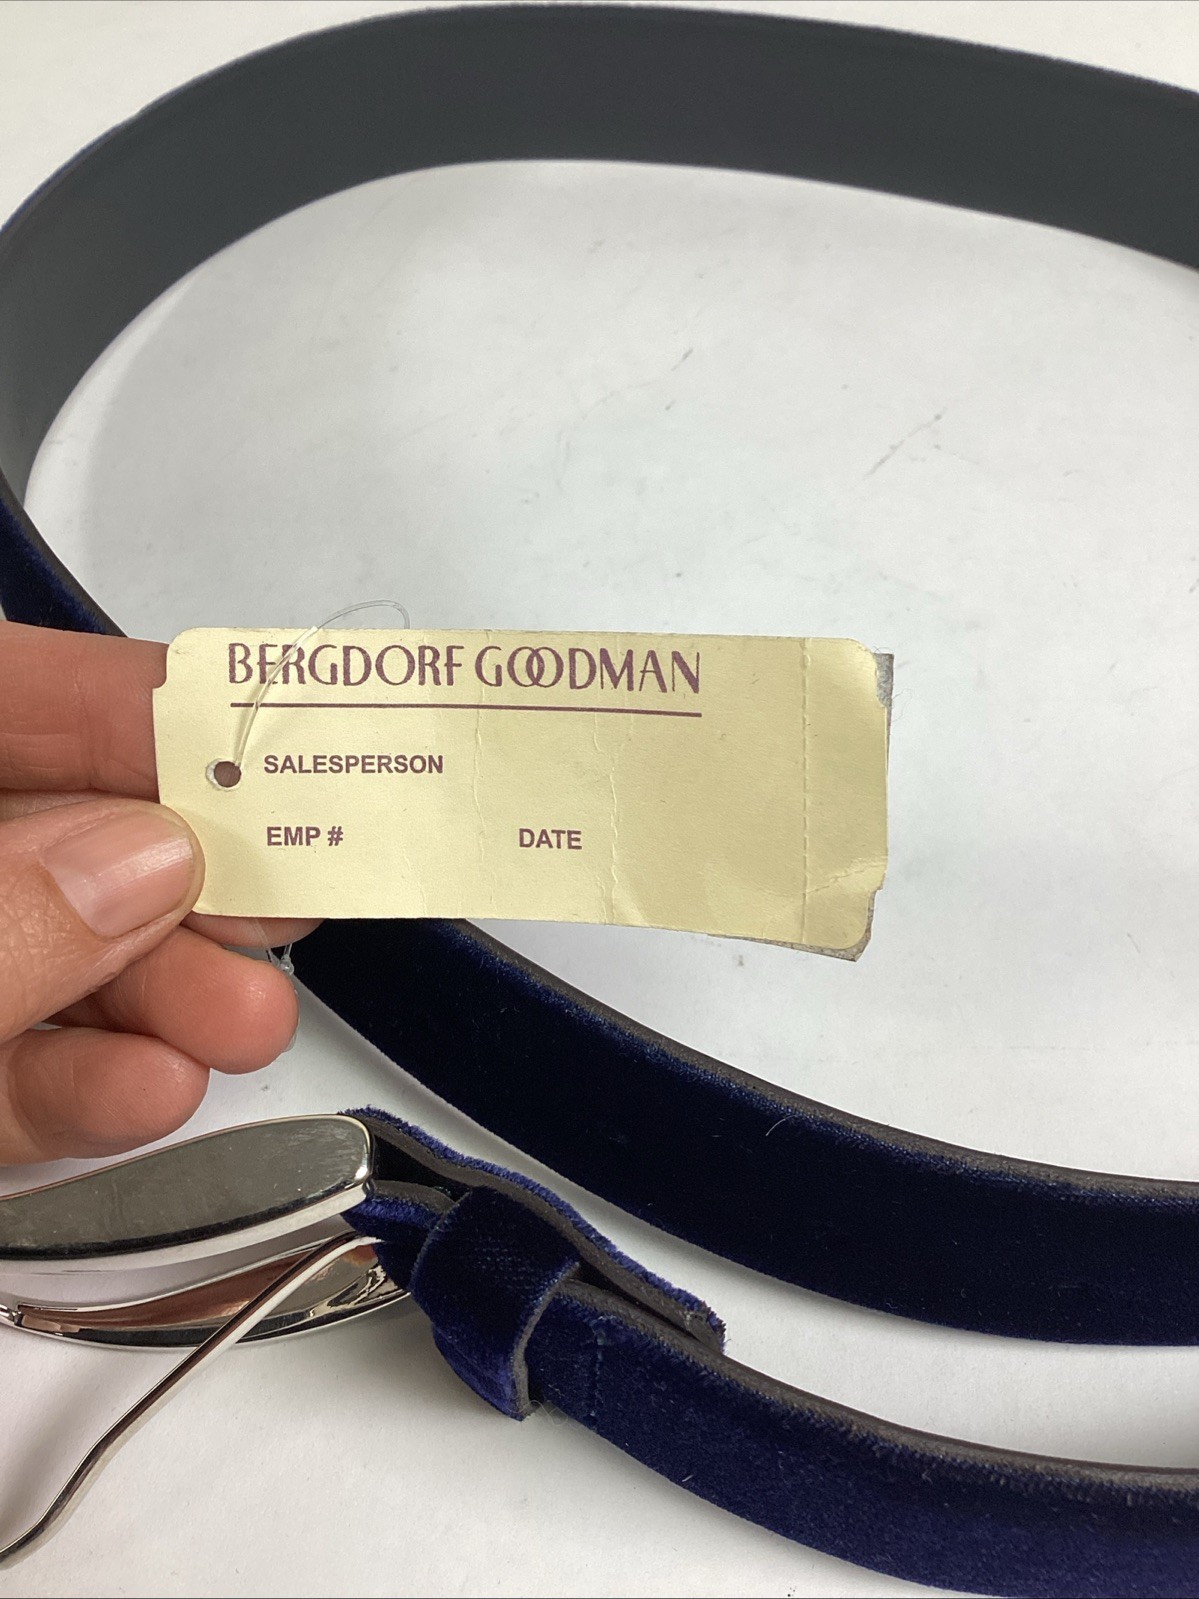 BERGDORF GOODMAN
SALESPERSON
EMP # DATE